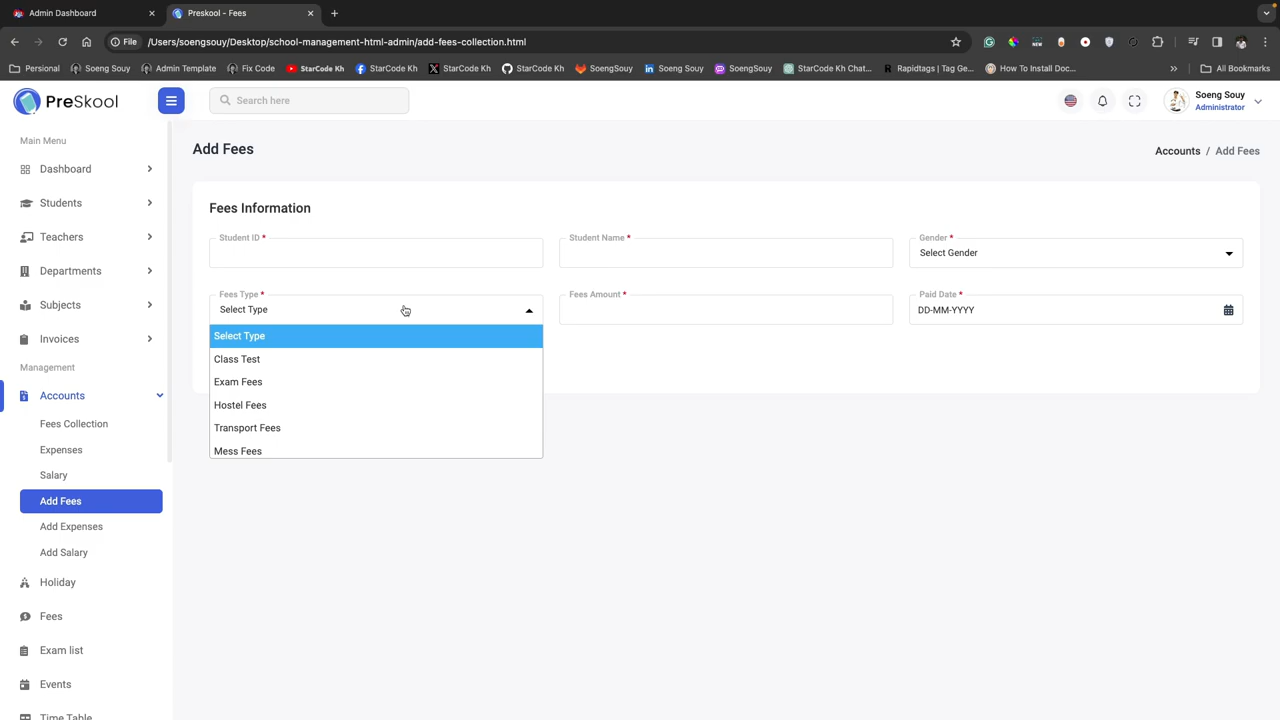 Admin Dashboard
Preskool - Fees
File
/Users/soengsouy/Desktop/school-management-html-admin/add-fees-collection.html
Personal
Soeng Souy
Admin Template
Fix Code
StarCode Kh
StarCode Kh
StarCode Kh
StarCode Kh
SoengSouy
Soeng Souy
SoengSouy
StarCode Kh Chat...
Rapidtags | Tag Ge...
How To Install Doc...
All Bookmarks
PreSkool
Search here
Soeng Souy
Administrator
Main Menu
Dashboard
Students
Teachers
Departments
Subjects
Invoices
Management
Accounts
Fees Collection
Expenses
Salary
Add Fees
Add Expenses
Add Salary
Holiday
Fees
Exam list
Events
Time Table
Add Fees
Accounts / Add Fees
Fees Information
Student ID *
Student Name *
Gender *
Select Gender
Fees Type *
Select Type
Fees Amount *
Paid Date *
DD-MM-YYYY
Select Type
Class Test
Exam Fees
Hostel Fees
Transport Fees
Mess Fees